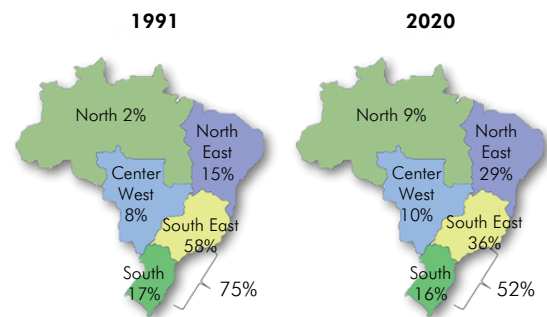 1991
North 2%
North
East
15%
Center
West
8%
South East
58%
South
17%
75%
2020
North 9%
North
East
29%
Center
West
10%
South East
36%
South
16%
52%